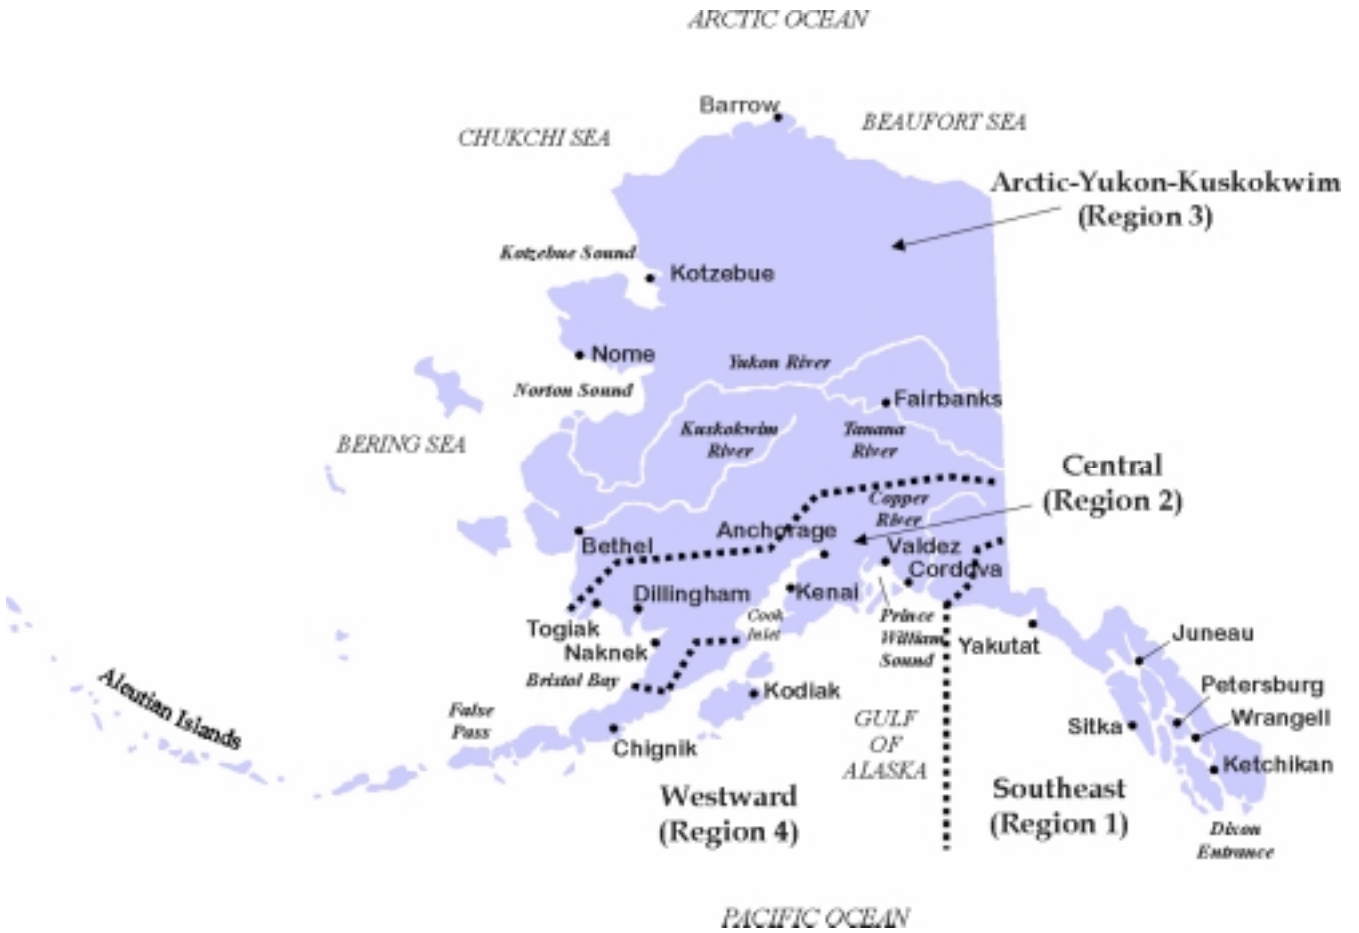 ARCTIC OCEAN
Barrow
BEAUFORT SEA
CHUKCHI SEA
Arctic-Yukon-Kuskokwim
(Region 3)
Kotzebue Sound
Kotzebue
Nome
Yukon River
Norton Sound
Fairbanks
BERING SEA
Kuskokwim
River
Tanana
River
Central
(Region 2)
Copper
River
Anchorage
Bethel
Valdez
Cordova
Dillingham
Kenai
Togiak
Cook
Inlet
Prince
William
Sound
Yakutat
Naknek
Juneau
Bristol Bay
Aleutian Islands
Kodiak
Petersburg
False
Pass
Wrangell
Sitka
GULF
OF
ALASKA
Chignik
Ketchikan
Westward
(Region 4)
Southeast
(Region 1)
Dixon
Entrance
PACIFIC OCEAN